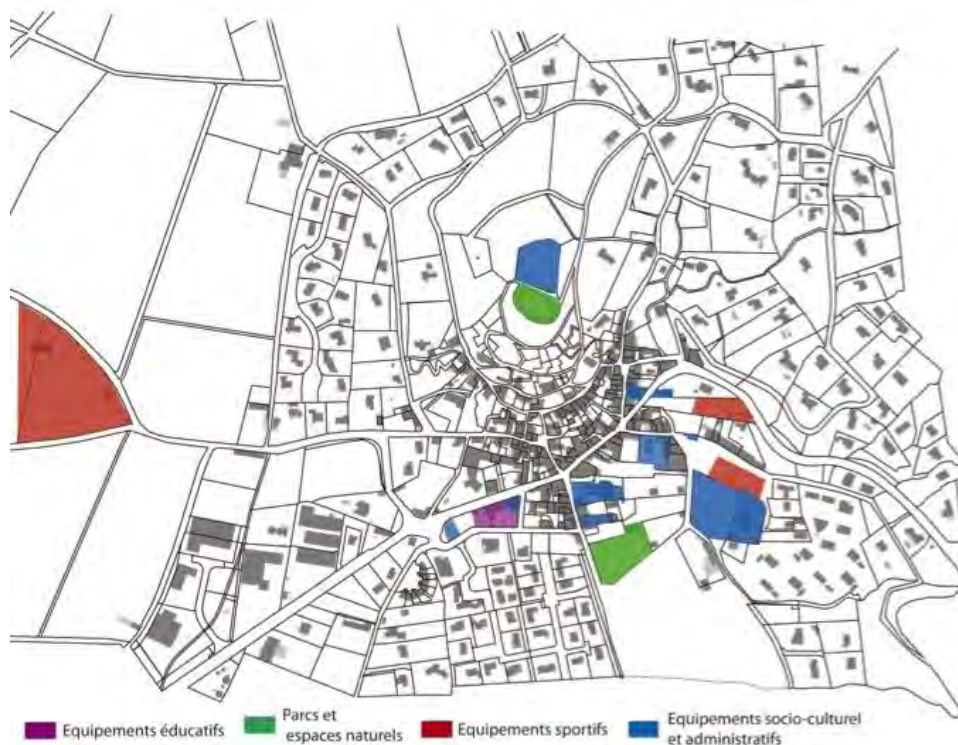 Equipements éducatifs
Parcs et
espaces naturels
Equipements sportifs
Equipements socio-culturel
et administratifs